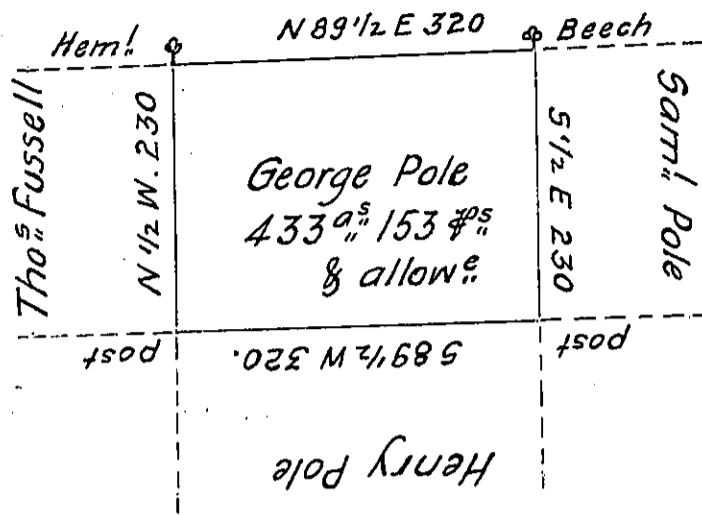 Hem!
N 89 1/2 E 320
Beech
Thos Fussell
N 1/2 W. 230
George Pole
433 as 153 ps
& allowe
S 1/2 E 230
Sam! Pole
post
S 89 1/2 W 320.
post
Henry Pole